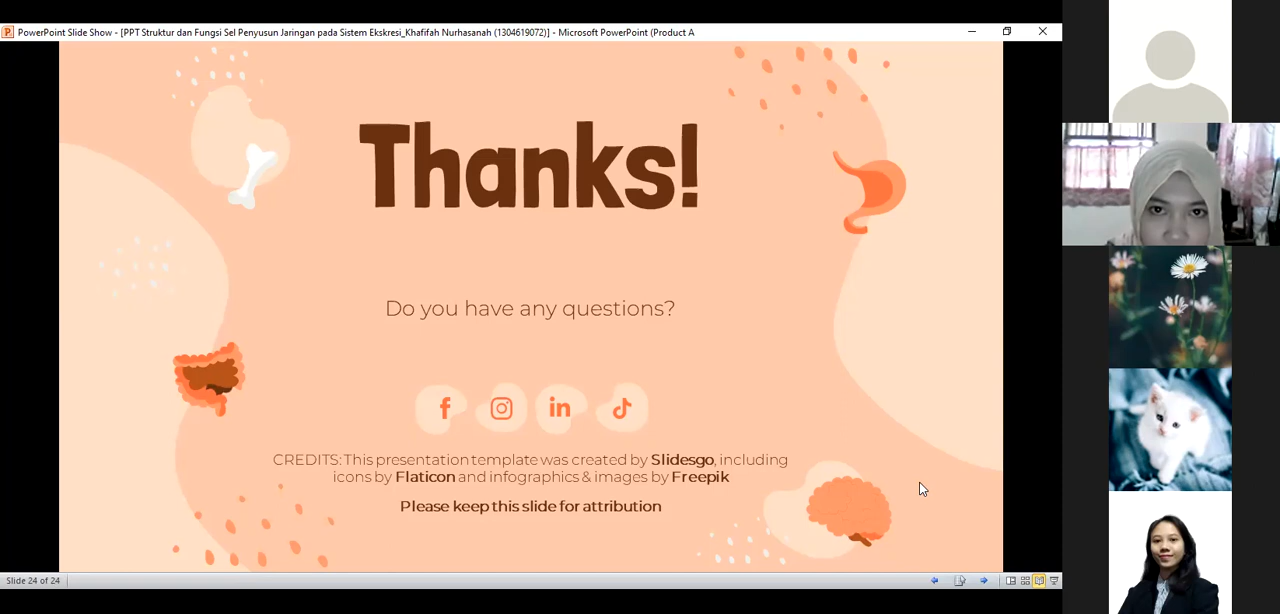 PowerPoint Slide Show - [PPT Struktur dan Fungsi Sel Penyusun Jaringan pada Sistem Ekskresi_Khafifah Nurhasanah (1304619072)] - Microsoft PowerPoint (Product A
Thanks!
Do you have any questions?
CREDITS: This presentation template was created by Slidesgo, including
icons by Flaticon and infographics & images by Freepik
Please keep this slide for attribution
Slide 24 of 24